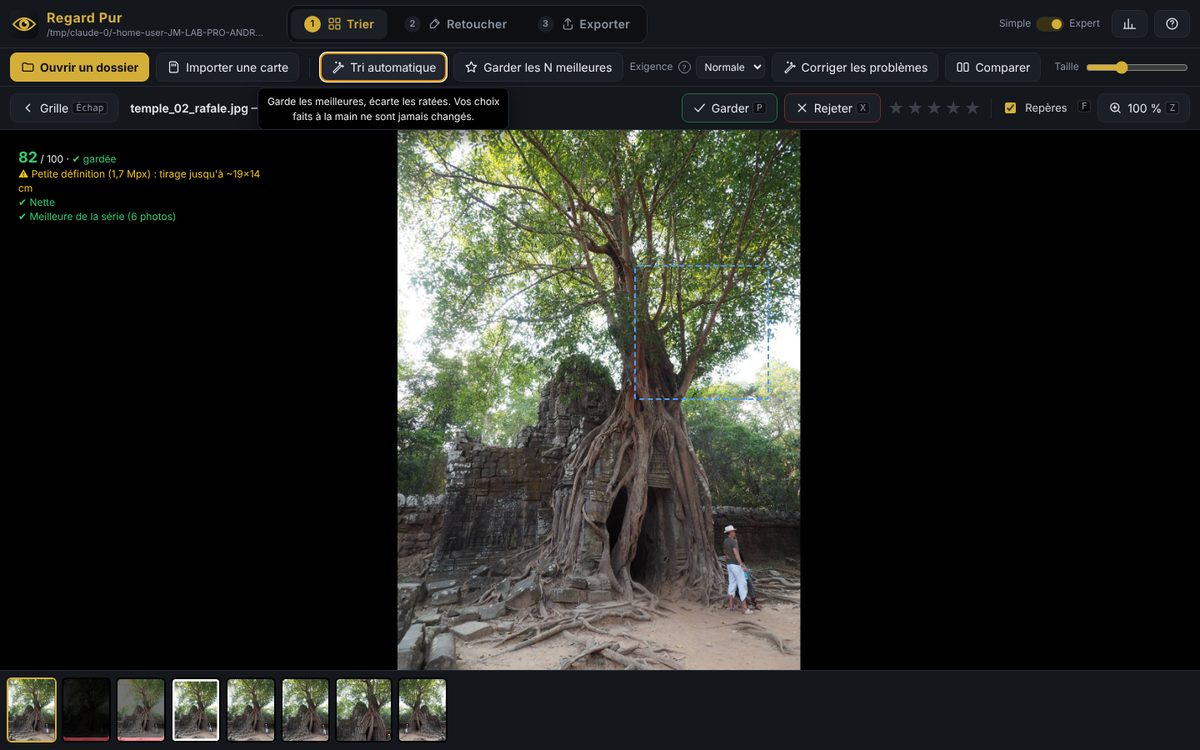 Regard Pur
/tmp/claude-0/-home-user-JM-LAB-PRO-ANDR...
1 Trier
2 Retoucher
3 Exporter
Simple Expert
Ouvrir un dossier
Importer une carte
Tri automatique
Garder les N meilleures
Exigence ?
Normale
Corriger les problèmes
Comparer
Taille
Grille Échap
temple_02_rafale.jpg –
Garde les meilleures, écarte les ratées. Vos choix
faits à la main ne sont jamais changés.
Garder P
Rejeter X
Repères F
100 % Z
82 / 100 · ✔ gardée
⚠ Petite définition (1,7 Mpx) : tirage jusqu'à ~19×14
cm
✔ Nette
✔ Meilleure de la série (6 photos)